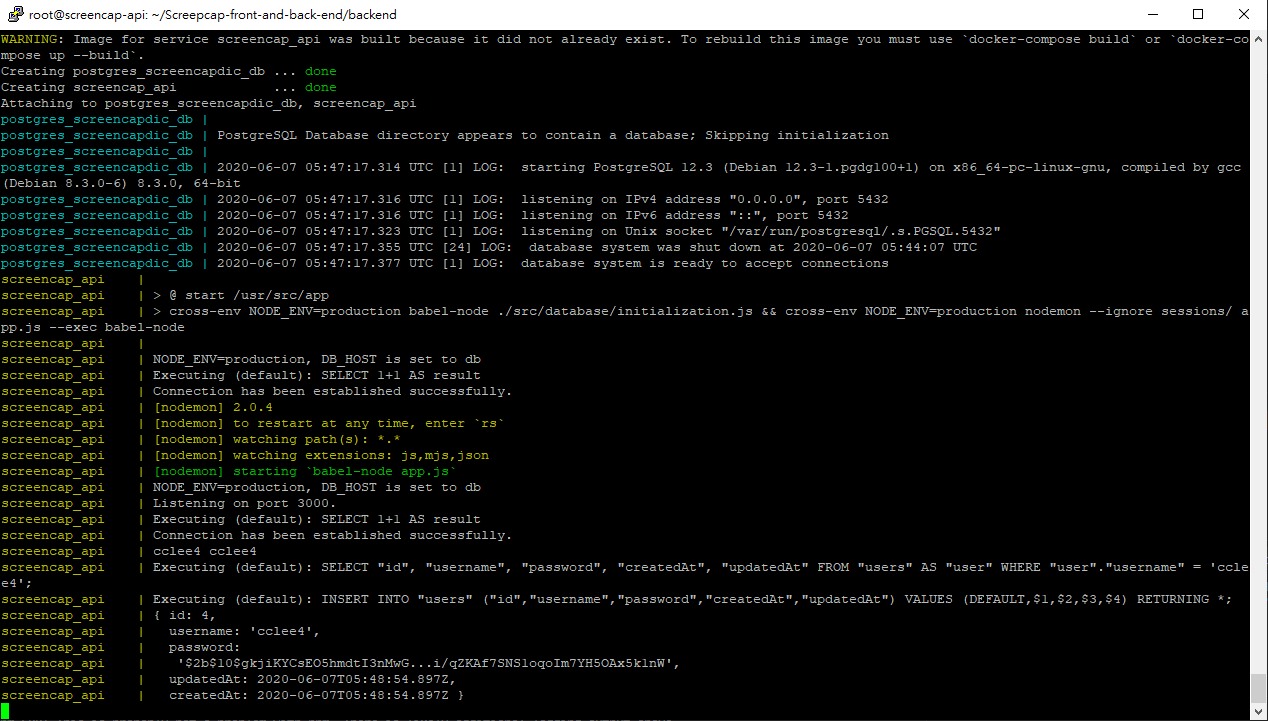 root@screencap-api: ~/Screepcap-front-and-back-end/backend
WARNING: Image for service screencap_api was built because it did not already exist. To rebuild this image you must use `docker-compose build` or `docker-co
mpose up --build`.
Creating postgres_screencapdic_db ... done
Creating screencap_api            ... done
Attaching to postgres_screencapdic_db, screencap_api
postgres_screencapdic_db |
postgres_screencapdic_db | PostgreSQL Database directory appears to contain a database; Skipping initialization
postgres_screencapdic_db |
postgres_screencapdic_db | 2020-06-07 05:47:17.314 UTC [1] LOG:  starting PostgreSQL 12.3 (Debian 12.3-1.pgdg100+1) on x86_64-pc-linux-gnu, compiled by gcc
(Debian 8.3.0-6) 8.3.0, 64-bit
postgres_screencapdic_db | 2020-06-07 05:47:17.316 UTC [1] LOG:  listening on IPv4 address "0.0.0.0", port 5432
postgres_screencapdic_db | 2020-06-07 05:47:17.316 UTC [1] LOG:  listening on IPv6 address "::", port 5432
postgres_screencapdic_db | 2020-06-07 05:47:17.323 UTC [1] LOG:  listening on Unix socket "/var/run/postgresql/.s.PGSQL.5432"
postgres_screencapdic_db | 2020-06-07 05:47:17.355 UTC [24] LOG:  database system was shut down at 2020-06-07 05:44:07 UTC
postgres_screencapdic_db | 2020-06-07 05:47:17.377 UTC [1] LOG:  database system is ready to accept connections
screencap_api    |
screencap_api    | > @ start /usr/src/app
screencap_api    | > cross-env NODE_ENV=production babel-node ./src/database/initialization.js && cross-env NODE_ENV=production nodemon --ignore sessions/ a
pp.js --exec babel-node
screencap_api    |
screencap_api    | NODE_ENV=production, DB_HOST is set to db
screencap_api    | Executing (default): SELECT 1+1 AS result
screencap_api    | Connection has been established successfully.
screencap_api    | [nodemon] 2.0.4
screencap_api    | [nodemon] to restart at any time, enter `rs`
screencap_api    | [nodemon] watching path(s): *.*
screencap_api    | [nodemon] watching extensions: js,mjs,json
screencap_api    | [nodemon] starting `babel-node app.js`
screencap_api    | NODE_ENV=production, DB_HOST is set to db
screencap_api    | Listening on port 3000.
screencap_api    | Executing (default): SELECT 1+1 AS result
screencap_api    | Connection has been established successfully.
screencap_api    | cclee4 cclee4
screencap_api    | Executing (default): SELECT "id", "username", "password", "createdAt", "updatedAt" FROM "users" AS "user" WHERE "user"."username" = 'ccle
e4';
screencap_api    | Executing (default): INSERT INTO "users" ("id","username","password","createdAt","updatedAt") VALUES (DEFAULT,$1,$2,$3,$4) RETURNING *;
screencap_api    | { id: 4,
screencap_api    |   username: 'cclee4',
screencap_api    |   password:
screencap_api    |    '$2b$10$gkjiKYCsEO5hmdtI3nMwG...i/qZKAf7SNS1oqoIm7YH5OAx5k1nW',
screencap_api    |   updatedAt: 2020-06-07T05:48:54.897Z,
screencap_api    |   createdAt: 2020-06-07T05:48:54.897Z }